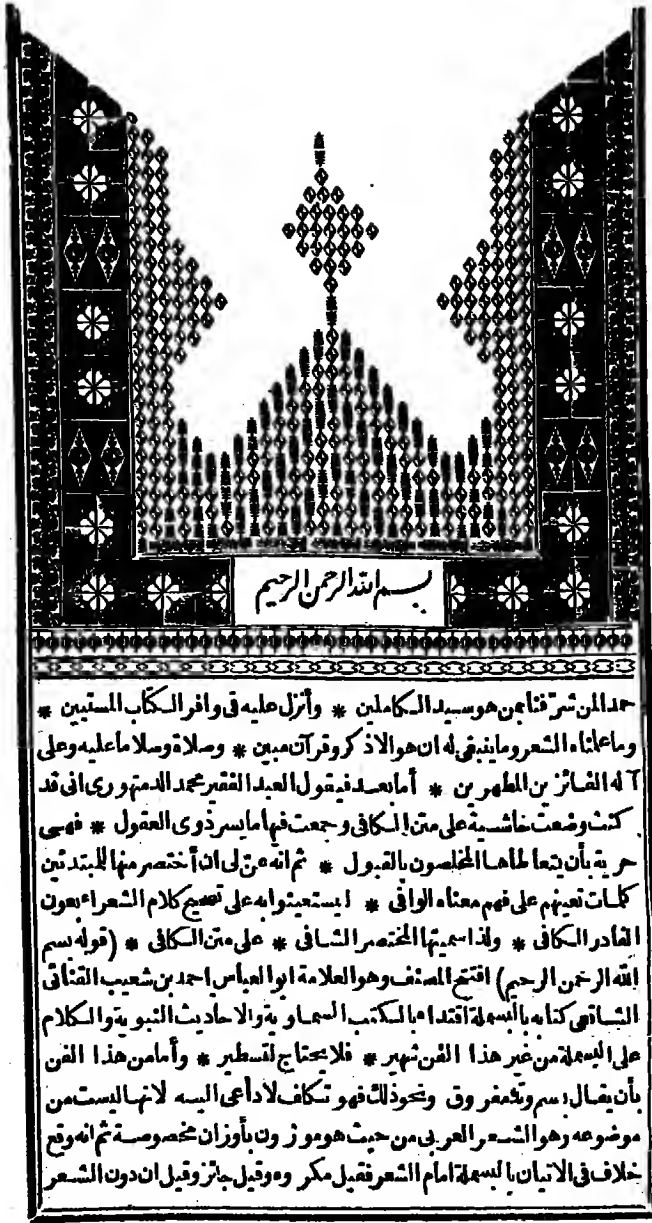 بسم الله الرحمن الرحيم
حمدا لمن شرّفنا بمن هو سيد الكاملين * وأنزل عليه في وافر الكتاب المستبين *
وما علمناه الشعر وما ينبغي له ان هو الا ذكر وقرآن مبين * وصلاة وسلاما عليه وعلى
آله الفائزين المطهرين * أما بعد فيقول العبد الفقير محمد الدمنهوري اني قد
كنت وضعت حاشية على متن الكافي وجمعت فيها ما يسر ذوي العقول * فهي
حرية بأن يتعاطاها المخلصون بالقبول * ثم انه عنّ لي ان أختصر منها للمبتدئين
كلمات تعينهم على فهم معناه الوافي * ليستعينوا به على تصحيح كلام الشعراء بعون
القادر الكافي * ولذا سميتها المختصر الشافي * على متن الكافي * (قوله بسم
الله الرحمن الرحيم) افتتح المصنف وهو العلامة ابو العباس احمد بن شعيب القنائي
الشافعي كتابه بالبسملة اقتداء بالكتب السماوية والاحاديث النبوية والكلام
على البسملة من غير هذا الفن شهير * فلا يحتاج لتسطير * وأما من هذا الفن
بأن يقال بسم وتد مفروق ونحو ذلك فهو تكلف لا داعي اليه لانها ليست من
موضوعه وهو الشعر العربي من حيث هو موزون بأوزان مخصوصة ثم انه وقع
خلاف في الاتيان بالبسملة امام الشعر فقيل مكروه وقيل جائز وقيل ان دون الشعر